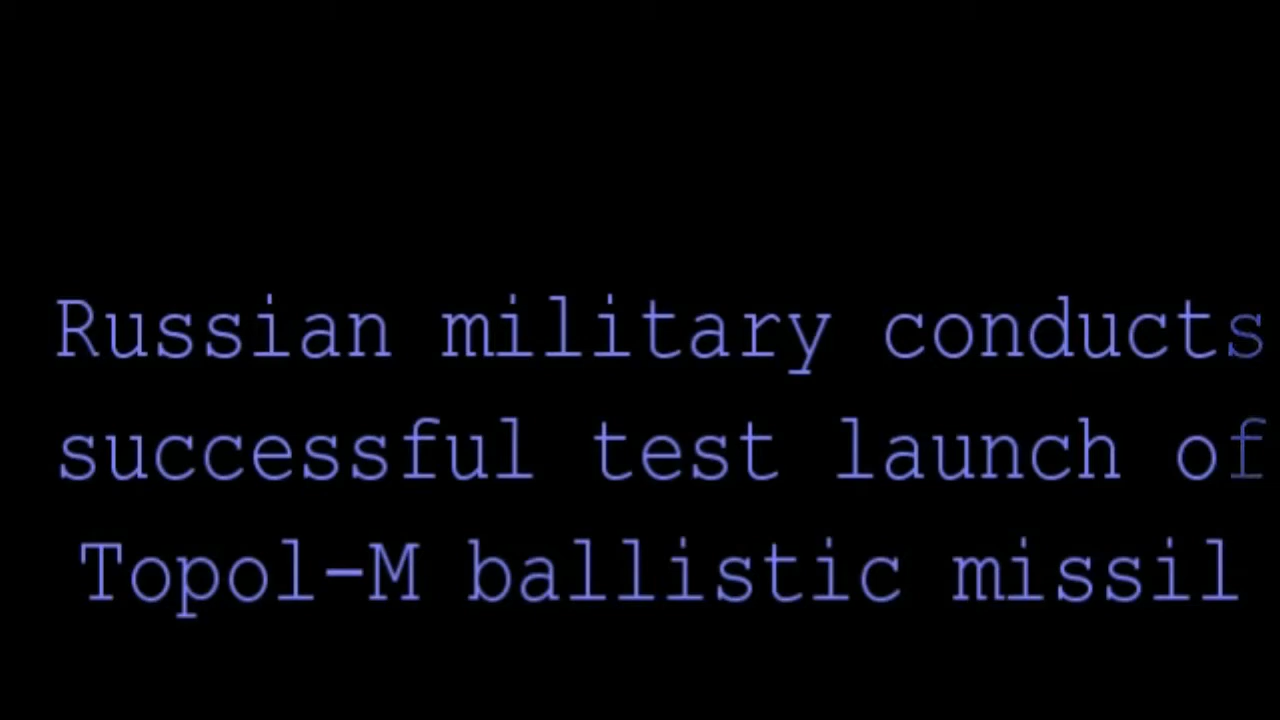 Russian military conducts
successful test launch of
Topol-M ballistic missil